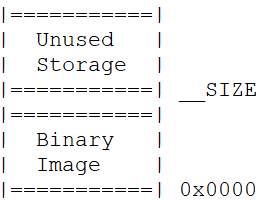 |===========|
|  Unused   |
|  Storage  |
|===========| __SIZE
|===========|
|  Binary   |
|  Image    |
|===========| 0x0000